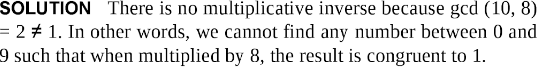 SOLUTION There is no multiplicative inverse because gcd (10, 8)
= 2 ≠ 1. In other words, we cannot find any number between 0 and
9 such that when multiplied by 8, the result is congruent to 1.